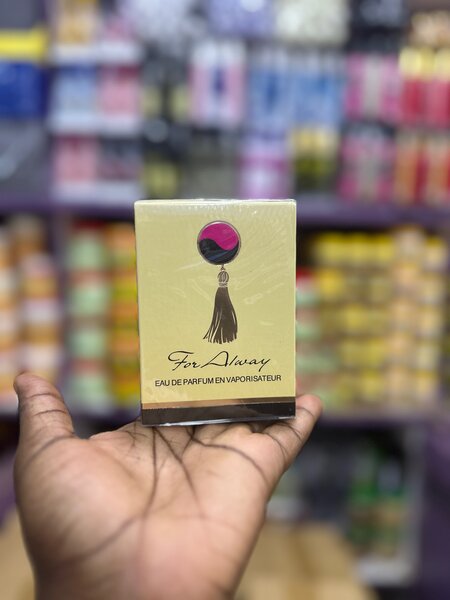 For Alway
EAU DE PARFUM EN VAPORISATEUR